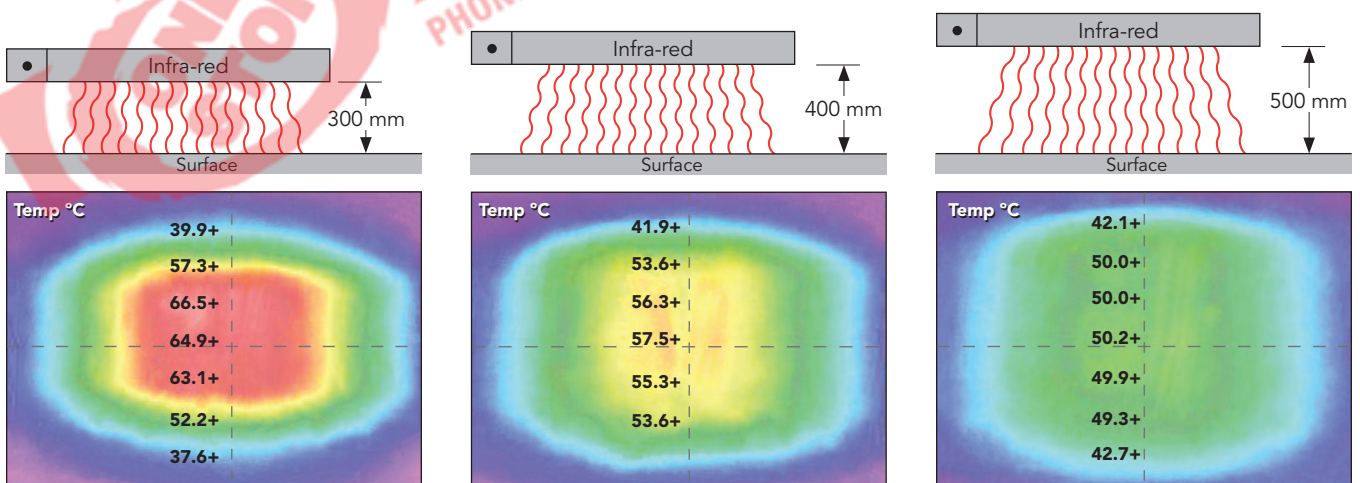 PHON
Infra-red
300 mm
Surface
Temp °C
39.9+
57.3+
66.5+
64.9+
63.1+
52.2+
37.6+
Infra-red
400 mm
Surface
Temp °C
41.9+
53.6+
56.3+
57.5+
55.3+
53.6+
Infra-red
500 mm
Surface
Temp °C
42.1+
50.0+
50.0+
50.2+
49.9+
49.3+
42.7+